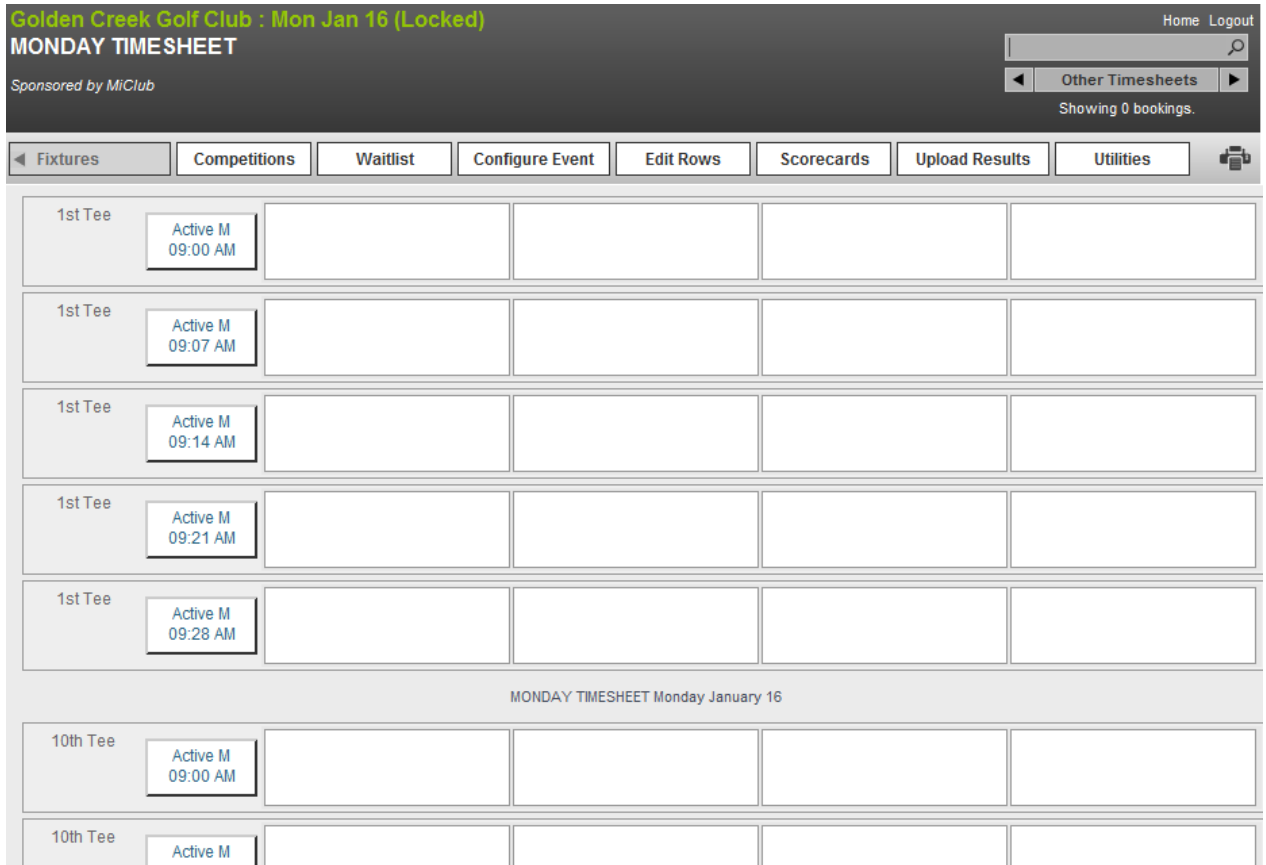 Golden Creek Golf Club : Mon Jan 16 (Locked)
Home Logout
MONDAY TIMESHEET
Sponsored by MiClub
Other Timesheets
Showing 0 bookings.
Fixtures
Competitions
Waitlist
Configure Event
Edit Rows
Scorecards
Upload Results
Utilities
1st Tee
Active M
09:00 AM
1st Tee
Active M
09:07 AM
1st Tee
Active M
09:14 AM
1st Tee
Active M
09:21 AM
1st Tee
Active M
09:28 AM
MONDAY TIMESHEET Monday January 16
10th Tee
Active M
09:00 AM
10th Tee
Active M